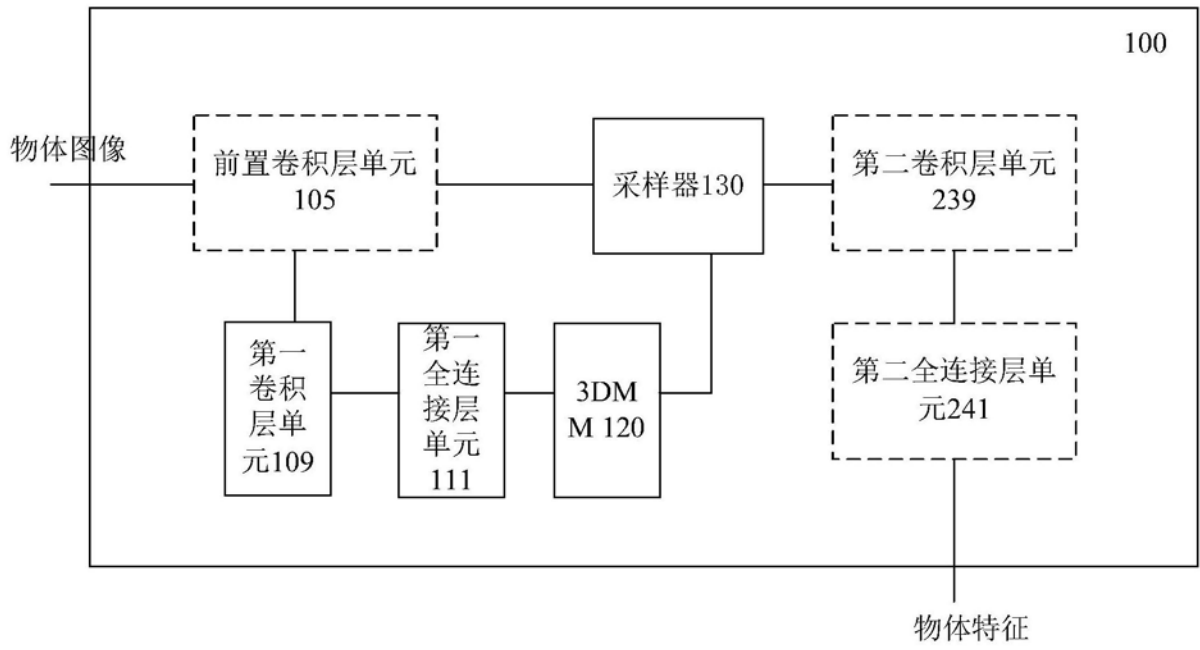 100
物体图像
前置卷积层单元
105
采样器130
第二卷积层单元
239
第一
卷积
层单
元109
第一
全连
接层
单元
111
3DM
M 120
第二全连接层单
元241
物体特征